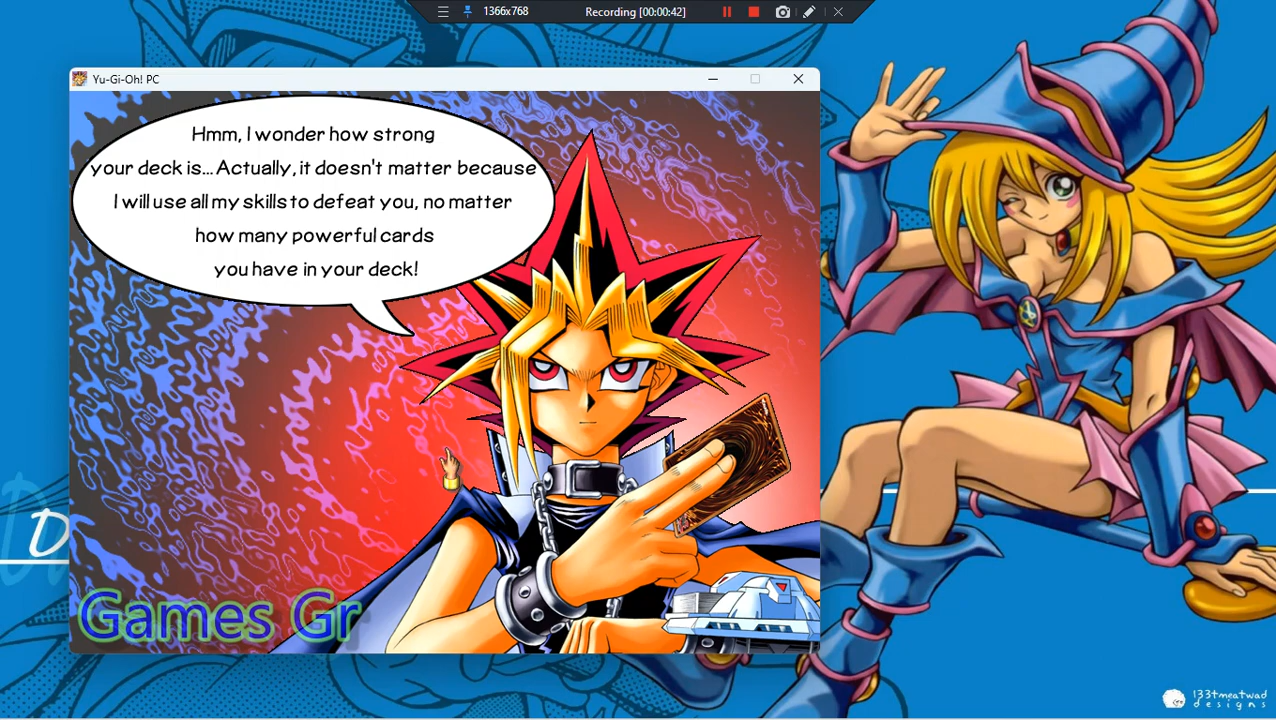 1366x768
Recording [00:00:42]
Yu-Gi-Oh! PC
Hmm, I wonder how strong
your deck is... Actually, it doesn't matter because
I will use all my skills to defeat you, no matter
how many powerful cards
you have in your deck!
Games Gr
D
133tmeatwad
designs